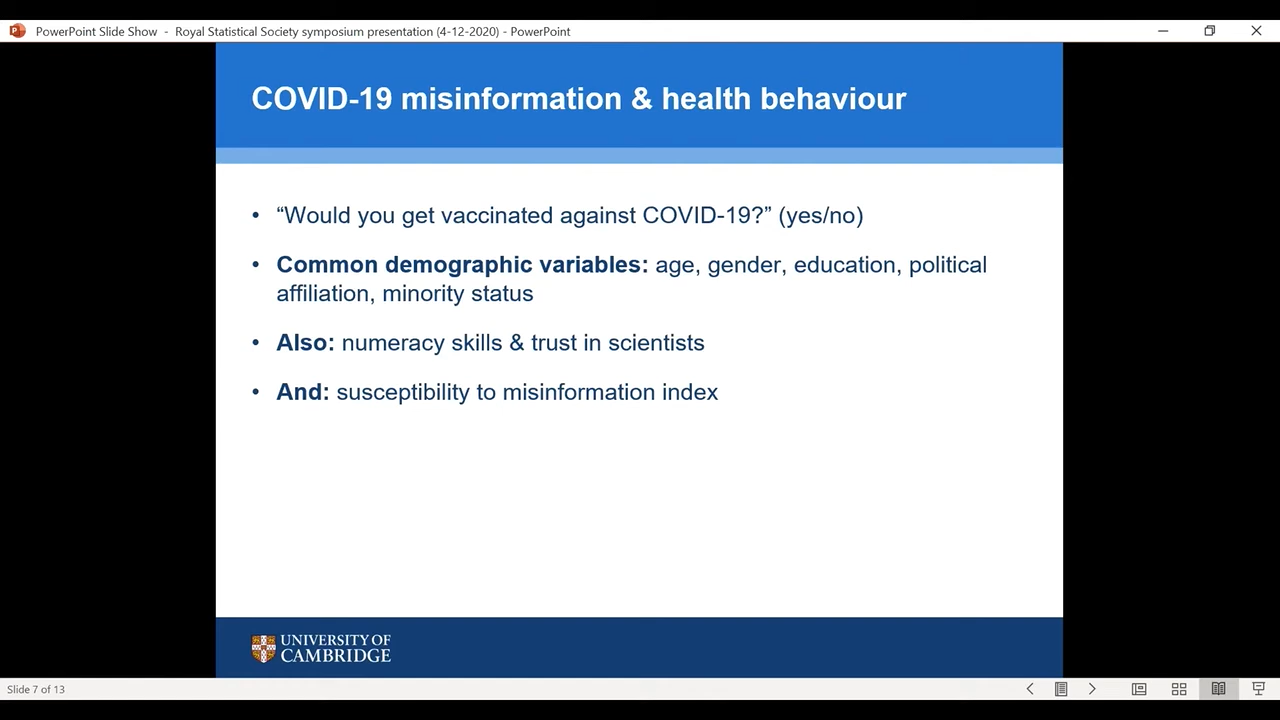 PowerPoint Slide Show - Royal Statistical Society symposium presentation (4-12-2020) - PowerPoint
COVID-19 misinformation & health behaviour
• “Would you get vaccinated against COVID-19?” (yes/no)
• Common demographic variables: age, gender, education, political
affiliation, minority status
• Also: numeracy skills & trust in scientists
• And: susceptibility to misinformation index
UNIVERSITY OF
CAMBRIDGE
Slide 7 of 13